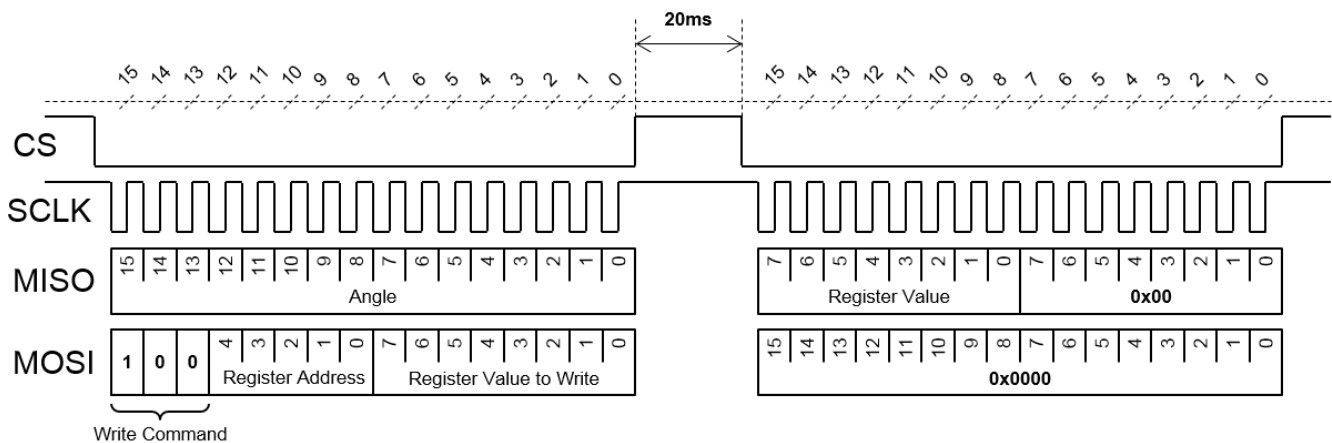 20ms
15 14 13 12 11 10 9 8 7 6 5 4 3 2 1 0 15 14 13 12 11 10 9 8 7 6 5 4 3 2 1 0
CS
SCLK
MISO
15 14 13 12 11 10 9 8 7 6 5 4 3 2 1 0 7 6 5 4 3 2 1 0 7 6 5 4 3 2 1 0
Angle Register Value 0x00
MOSI
1 0 0 4 3 2 1 0 7 6 5 4 3 2 1 0 15 14 13 12 11 10 9 8 7 6 5 4 3 2 1 0
Register Address Register Value to Write 0x0000
Write Command